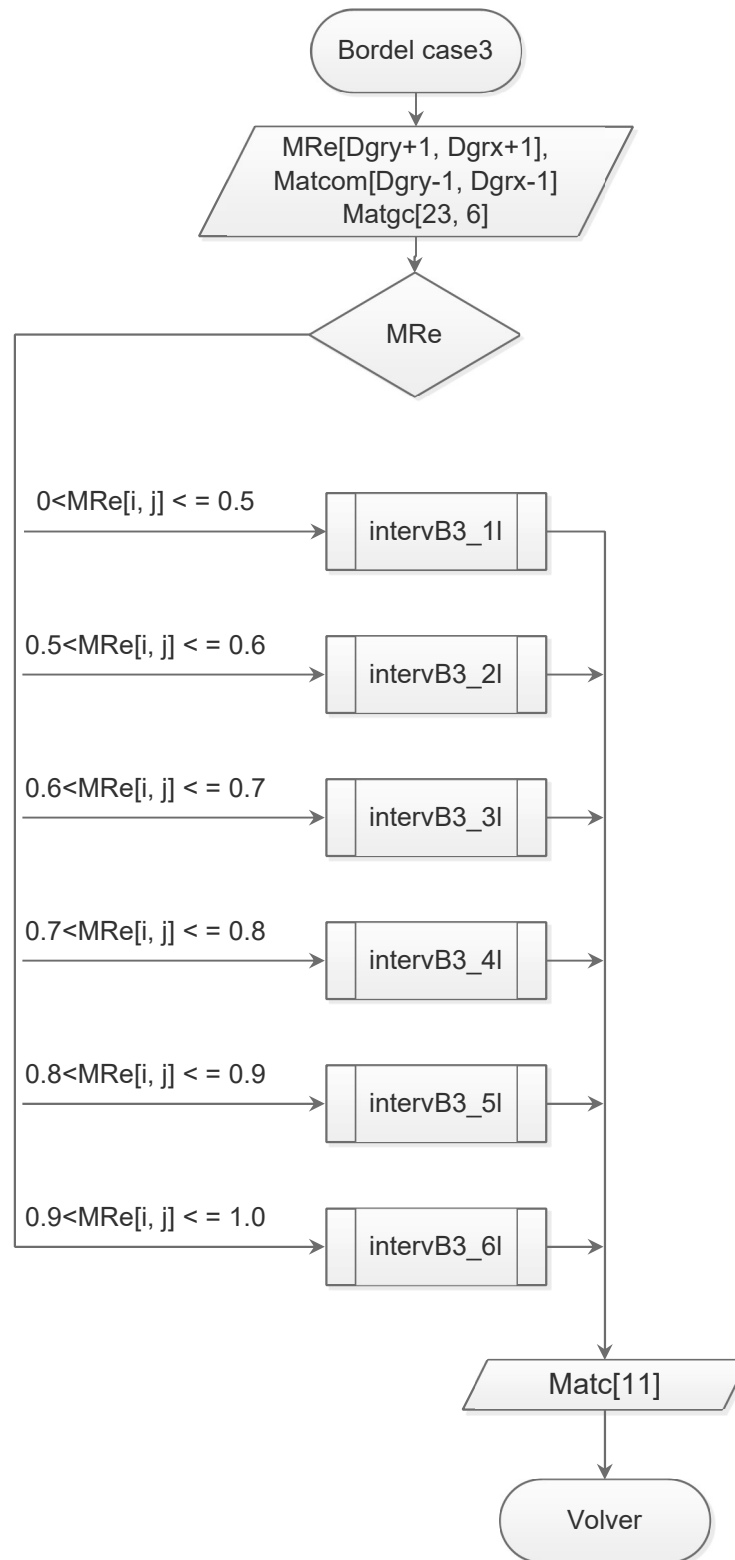 Bordel case3
MRe[Dgry+1, Dgrx+1],
Matcom[Dgry-1, Dgrx-1]
Matgc[23, 6]
MRe
0<MRe[i, j] < = 0.5
intervB3_1l
0.5<MRe[i, j] < = 0.6
intervB3_2l
0.6<MRe[i, j] < = 0.7
intervB3_3l
0.7<MRe[i, j] < = 0.8
intervB3_4l
0.8<MRe[i, j] < = 0.9
intervB3_5l
0.9<MRe[i, j] < = 1.0
intervB3_6l
Matc[11]
Volver